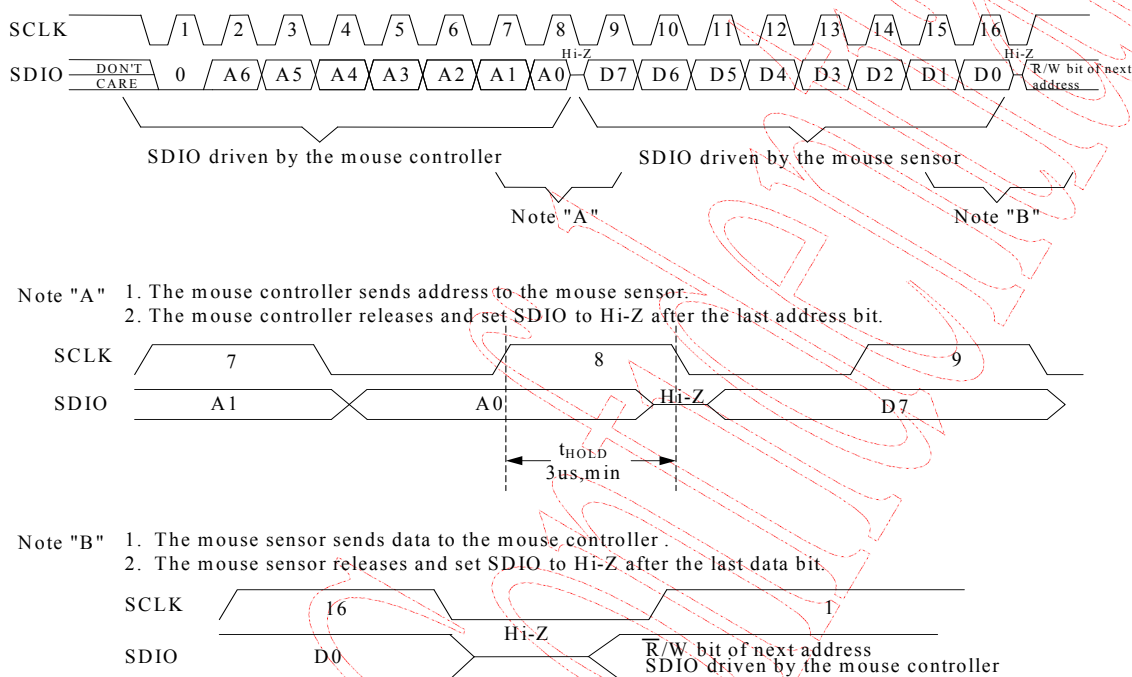 SCLK 1 2 3 4 5 6 7 8 9 10 11 12 13 14 15 16
Hi-Z Hi-Z
SDIO DON'T CARE 0 A6 A5 A4 A3 A2 A1 A0 D7 D6 D5 D4 D3 D2 D1 D0 R̅/W bit of next
address
SDIO driven by the mouse controller SDIO driven by the mouse sensor
Note "A" Note "B"
Note "A" 1. The mouse controller sends address to the mouse sensor.
2. The mouse controller releases and set SDIO to Hi-Z after the last address bit.
SCLK 7 8 9
SDIO A1 A0 Hi-Z D7
tHOLD
3us,min
Note "B" 1. The mouse sensor sends data to the mouse controller .
2. The mouse sensor releases and set SDIO to Hi-Z after the last data bit.
SCLK 16 1
Hi-Z
R̅/W bit of next address
SDIO D0 SDIO driven by the mouse controller